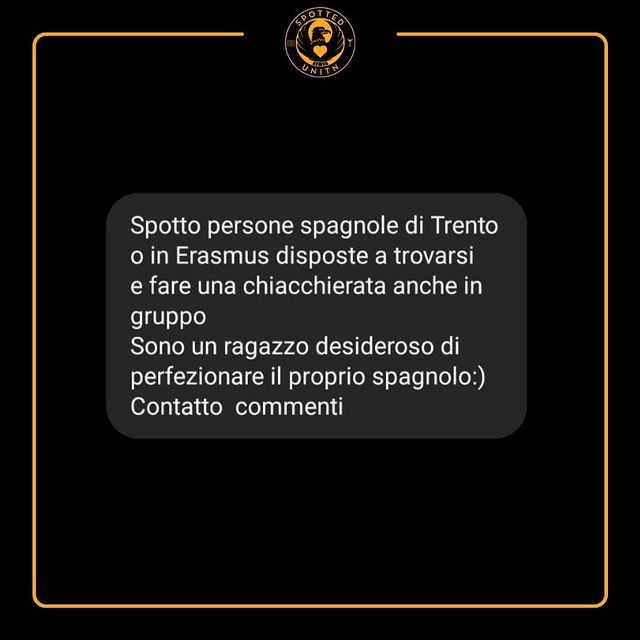 SPOTTED
UNITN
Spotto persone spagnole di Trento
o in Erasmus disposte a trovarsi
e fare una chiacchierata anche in
gruppo
Sono un ragazzo desideroso di
perfezionare il proprio spagnolo:)
Contatto  commenti